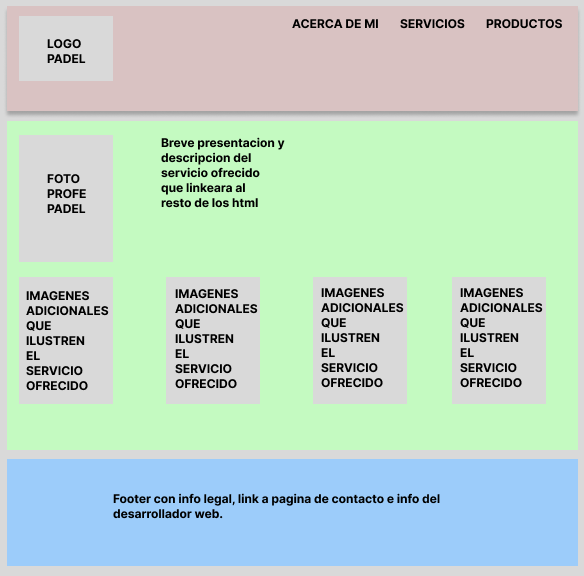 LOGO
PADEL
ACERCA DE MI
SERVICIOS
PRODUCTOS
FOTO
PROFE
PADEL
Breve presentacion y
descripcion del
servicio ofrecido
que linkeara al
resto de los html
IMAGENES
ADICIONALES
QUE
ILUSTREN
EL
SERVICIO
OFRECIDO
IMAGENES
ADICIONALES
QUE
ILUSTREN
EL
SERVICIO
OFRECIDO
IMAGENES
ADICIONALES
QUE
ILUSTREN
EL
SERVICIO
OFRECIDO
IMAGENES
ADICIONALES
QUE
ILUSTREN
EL
SERVICIO
OFRECIDO
Footer con info legal, link a pagina de contacto e info del
desarrollador web.